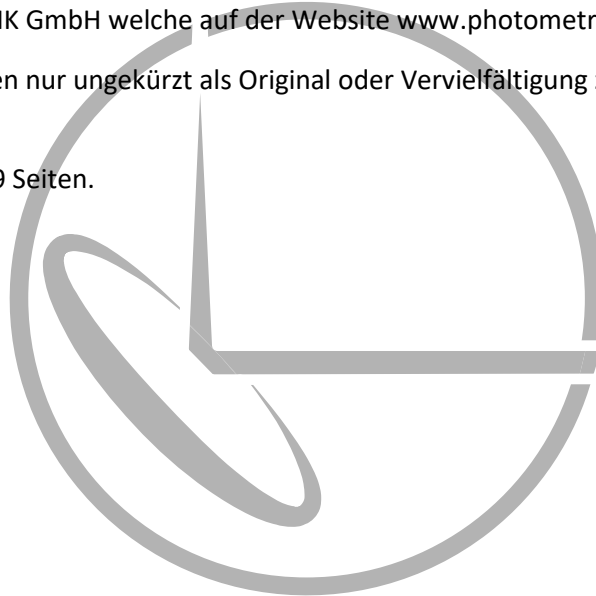 IK GmbH welche auf der Website www.photometr
en nur ungekürzt als Original oder Vervielfältigung
9 Seiten.